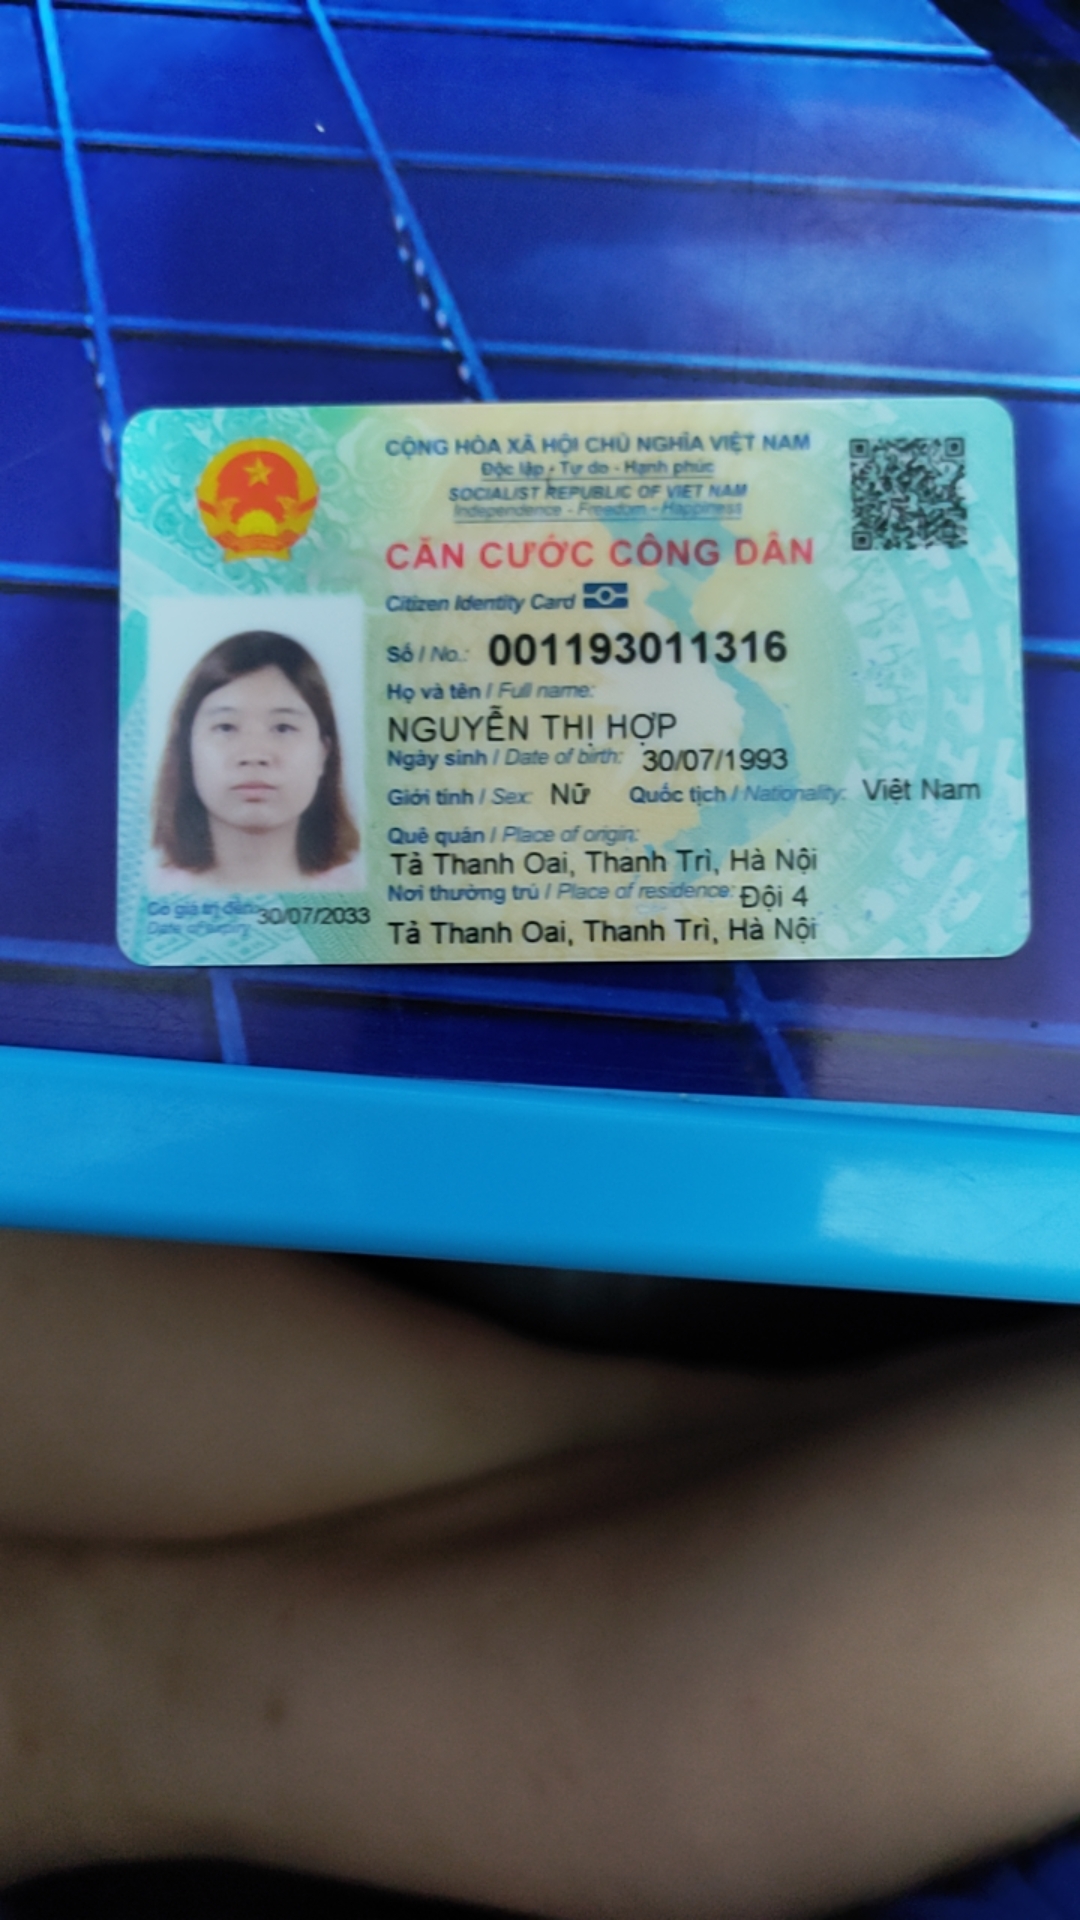 CỘNG HÒA XÃ HỘI CHỦ NGHĨA VIỆT NAM
Độc lập - Tự do - Hạnh phúc
SOCIALIST REPUBLIC OF VIET NAM
Independence - Freedom - Happiness
CĂN CƯỚC CÔNG DÂN
Citizen Identity Card
Số / No.: 001193011316
Họ và tên / Full name:
NGUYỄN THỊ HỢP
Ngày sinh / Date of birth: 30/07/1993
Giới tính / Sex: Nữ Quốc tịch / Nationality: Việt Nam
Quê quán / Place of origin:
Tả Thanh Oai, Thanh Trì, Hà Nội
Nơi thường trú / Place of residence: Đội 4
Tả Thanh Oai, Thanh Trì, Hà Nội
Có giá trị đến: 30/07/2033
Date of expiry